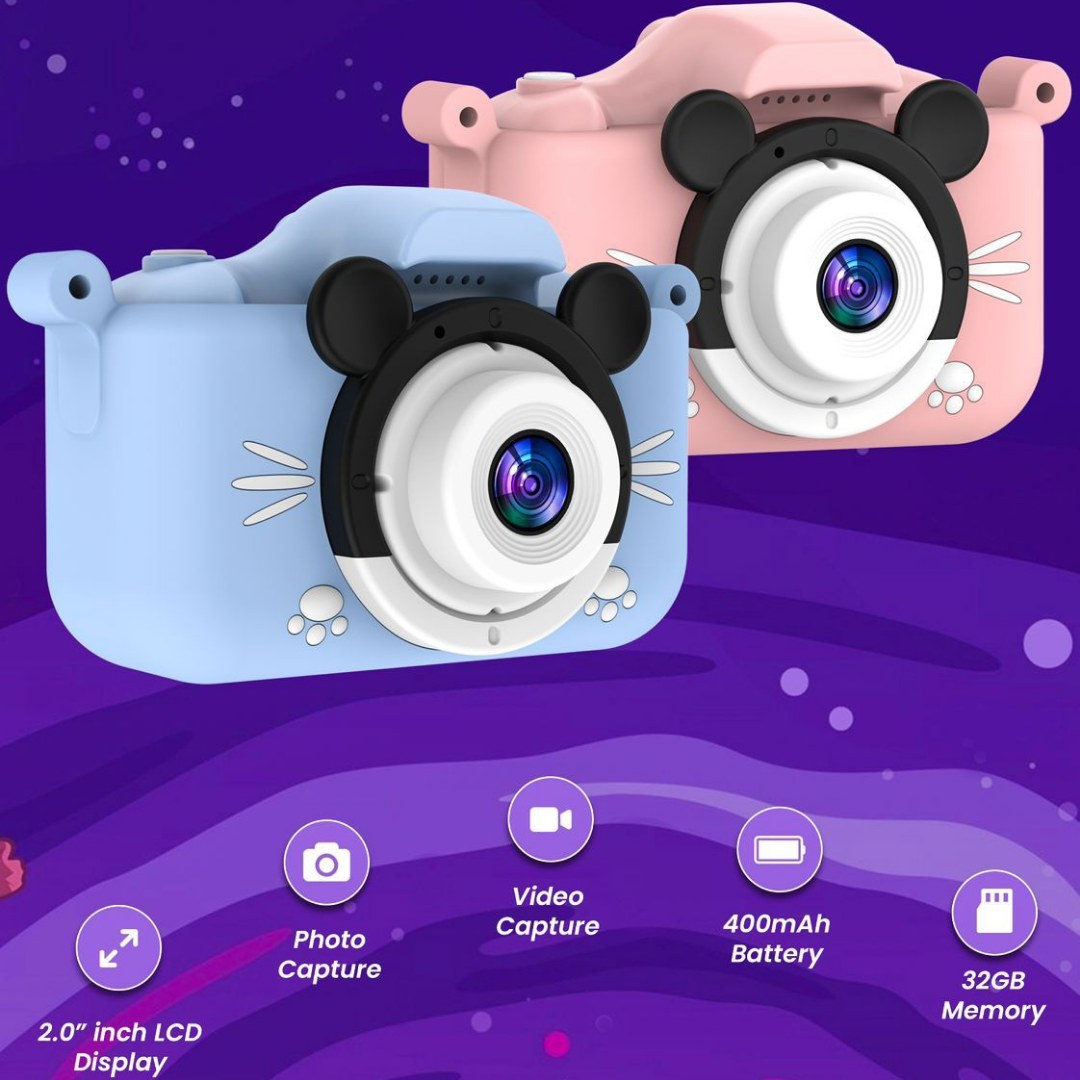 2.0” inch LCD
Display
Photo
Capture
Video
Capture
400mAh
Battery
32GB
Memory